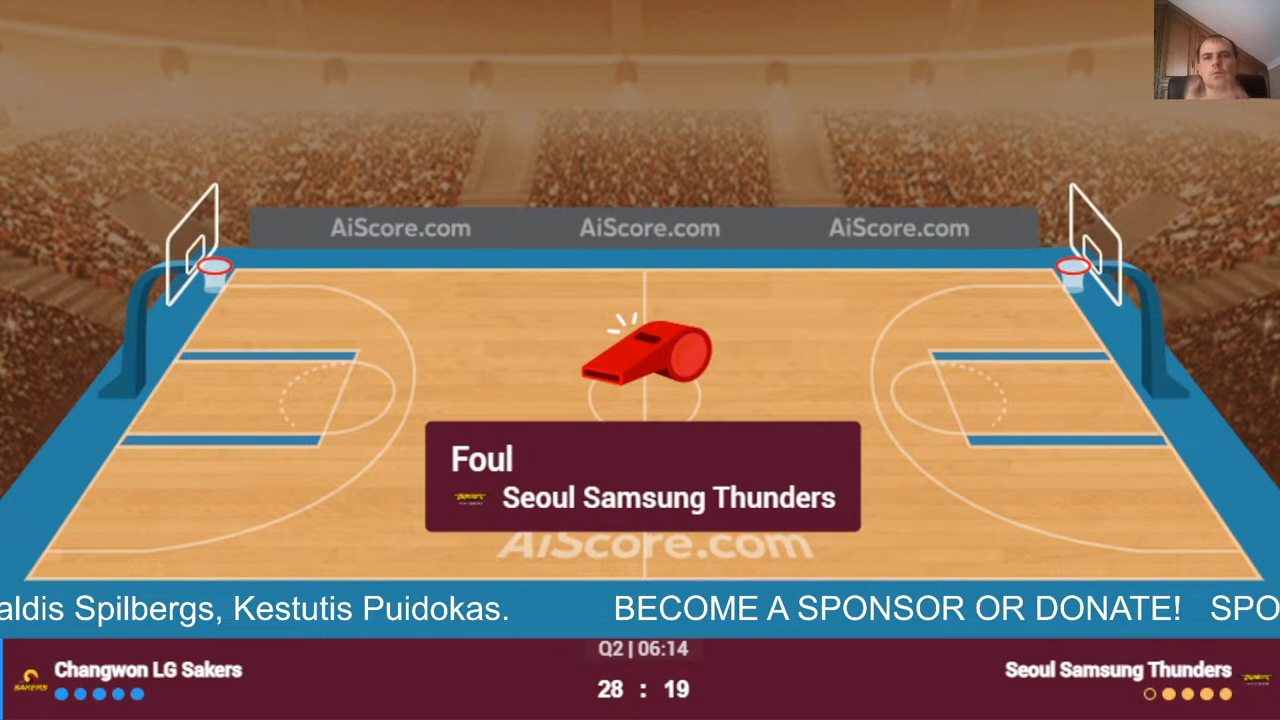 AiScore.com AiScore.com AiScore.com
Foul
Seoul Samsung Thunders
AiScore.com
aldis Spilbergs, Kestutis Puidokas. BECOME A SPONSOR OR DONATE! SPO
Q2 | 06:14
Changwon LG Sakers
28 : 19
Seoul Samsung Thunders
SAKERS